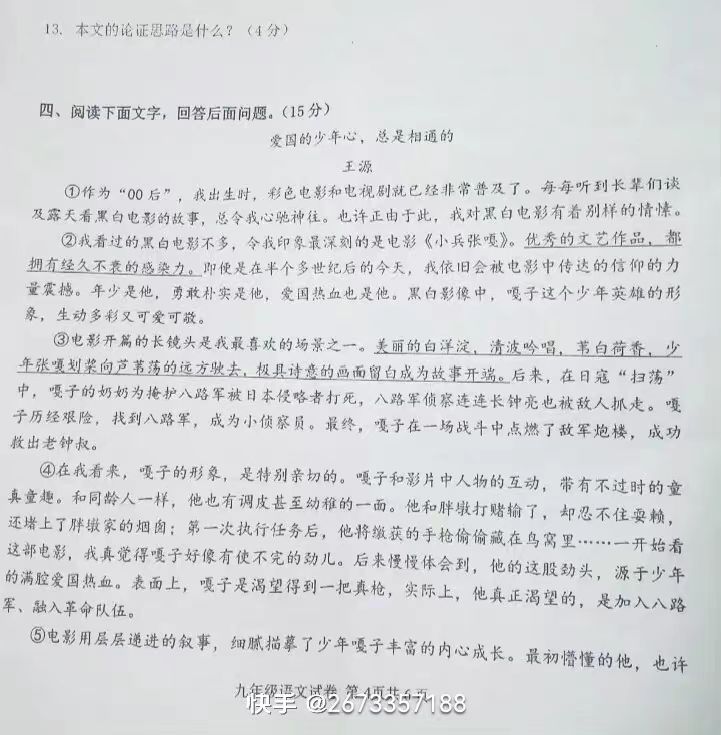 13. 本文的论证思路是什么？（4分）
四、阅读下面文字，回答后面问题。（15分）
爱国的少年心，总是相通的
王源
①作为“00后”，我出生时，彩色电影和电视剧就已经非常普及了。每每听到长辈们谈
及露天看黑白电影的故事，总令我心驰神往。也许正由于此，我对黑白电影有着别样的情愫。
②我看过的黑白电影不多，令我印象最深刻的是电影《小兵张嘎》。优秀的文艺作品，都
拥有经久不衰的感染力。即便是在半个多世纪后的今天，我依旧会被电影中传达的信仰的力
量震撼。年少是他，勇敢朴实是他，爱国热血也是他。黑白影像中，嘎子这个少年英雄的形
象，生动多彩又可爱可敬。
③电影开篇的长镜头是我最喜欢的场景之一。美丽的白洋淀，清波吟唱，苇白荷香，少
年张嘎划桨向芦苇荡的远方驶去，极具诗意的画面留白成为故事开端。后来，在日寇“扫荡”
中，嘎子的奶奶为掩护八路军被日本侵略者打死，八路军侦察连连长钟亮也被敌人抓走。嘎
子历经艰险，找到八路军，成为小侦察员。最终，嘎子在一场战斗中点燃了敌军炮楼，成功
救出老钟叔。
④在我看来，嘎子的形象，是特别亲切的。嘎子和影片中人物的互动，带有不过时的童
真童趣。和同龄人一样，他也有调皮甚至幼稚的一面。他和胖墩打赌输了，却忍不住耍赖，
还堵上了胖墩家的烟囱；第一次执行任务后，他将缴获的手枪偷偷藏在鸟窝里……一开始看
这部电影，我真觉得嘎子好像有使不完的劲儿。后来慢慢体会到，他的这股劲头，源于少年
的满腔爱国热血。表面上，嘎子是渴望得到一把真枪，实际上，他真正渴望的，是加入八路
军、融入革命队伍。
⑤电影用层层递进的叙事，细腻描摹了少年嘎子丰富的内心成长。最初懵懂的他，也许
九年级语文试卷 第4页共6页
快手 @2673357188